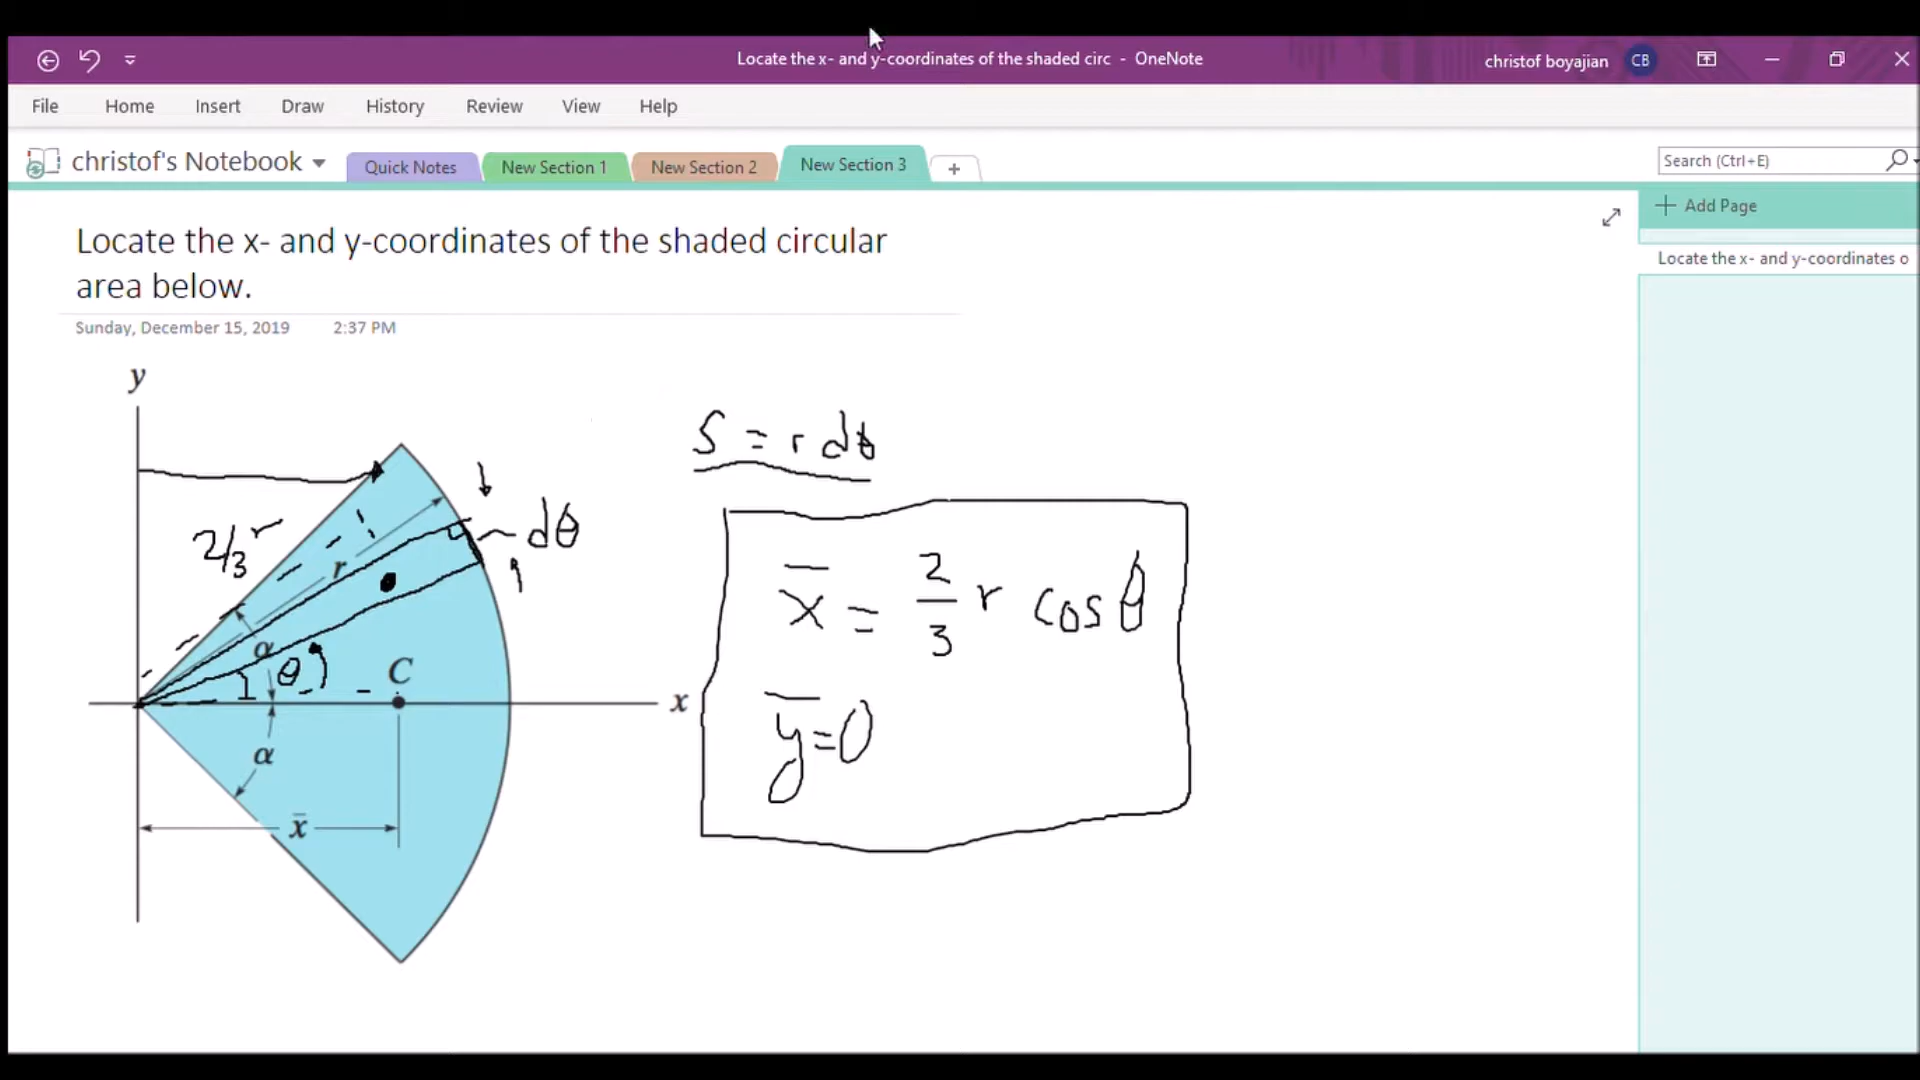 Locate the x- and y-coordinates of the shaded circ - OneNote
christof boyajian
CB
File
Home
Insert
Draw
History
Review
View
Help
christof's Notebook
Quick Notes
New Section 1
New Section 2
New Section 3
+
Search (Ctrl+E)
Add Page
Locate the x- and y-coordinates o
Locate the x- and y-coordinates of the shaded circular
area below.
Sunday, December 15, 2019
2:37 PM
y
S = r dθ
2/3 r
dθ
r
x̄ = 2/3 r cos θ
α
θ
C
x
ȳ = 0
α
x̄